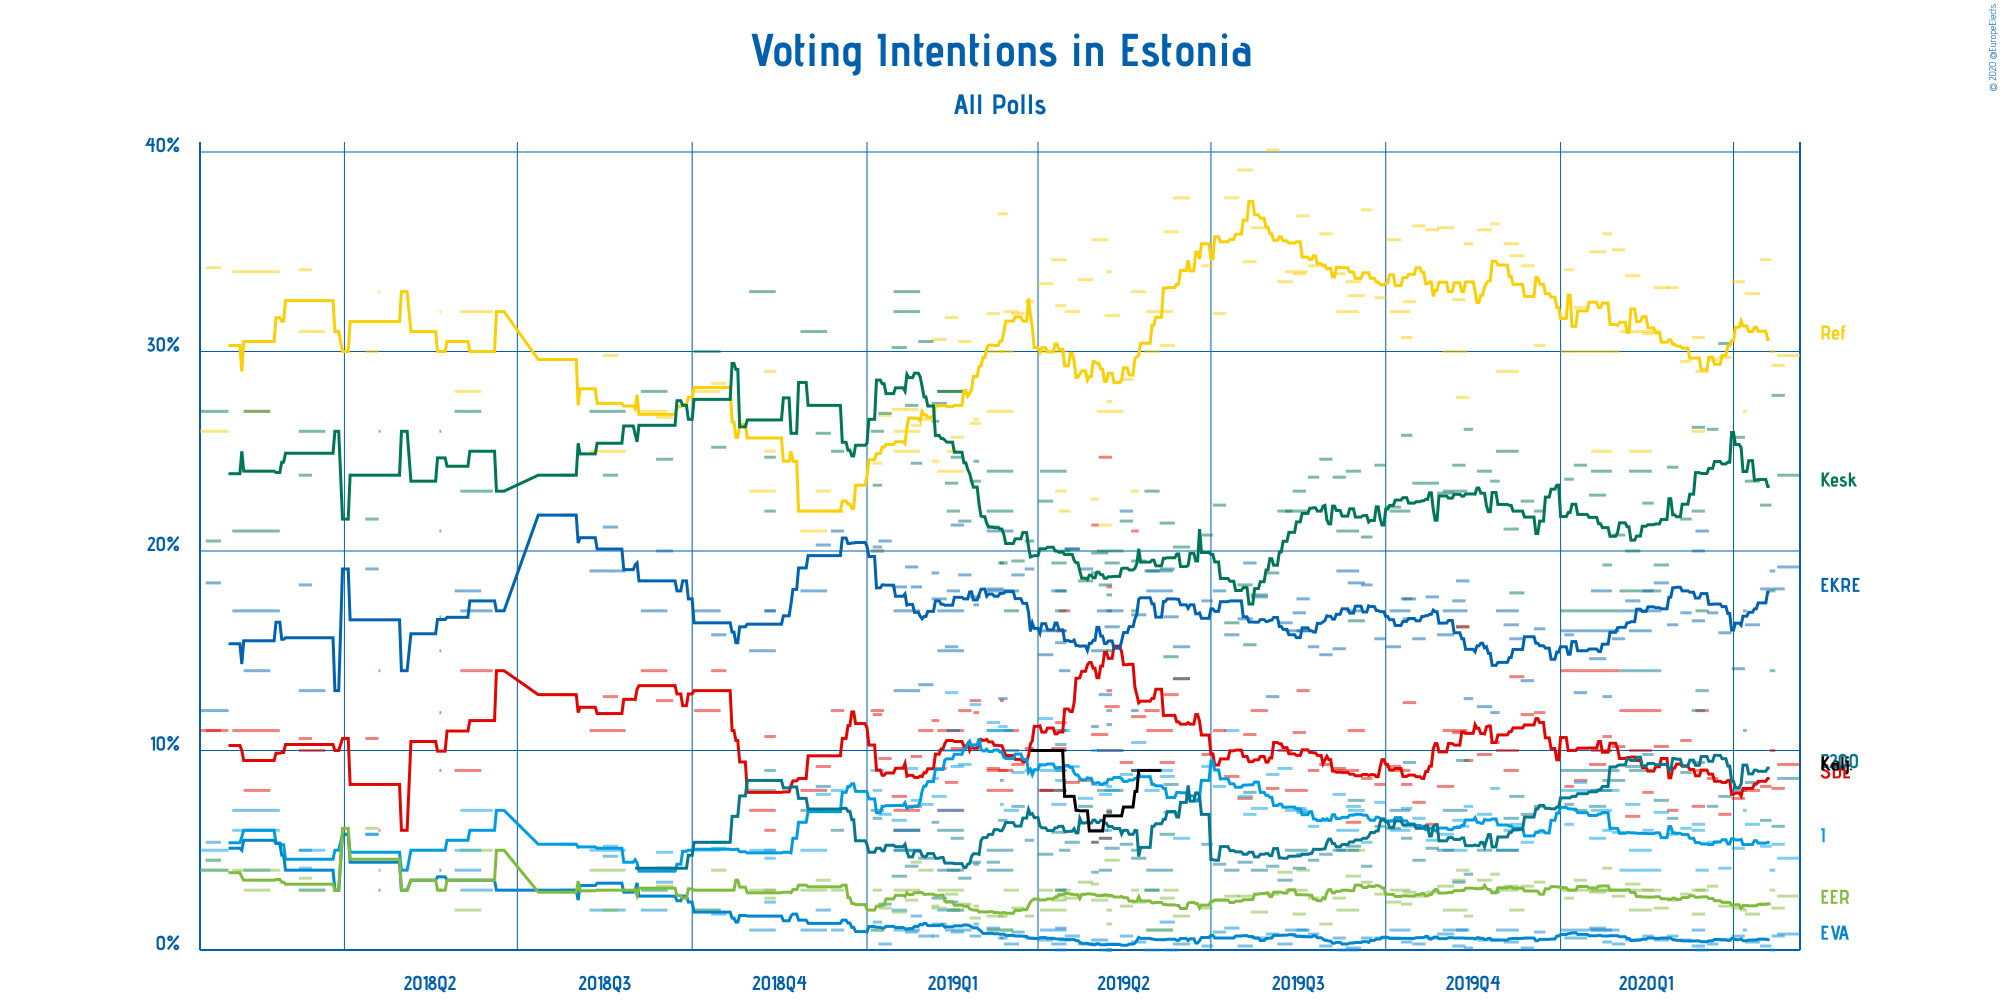 Voting Intentions in Estonia
All Polls
© 2020 @EuropeElects
40%
30%
20%
10%
0%
Ref
Kesk
EKRE
SDE
1
EER
EVA
2018Q2
2018Q3
2018Q4
2019Q1
2019Q2
2019Q3
2019Q4
2020Q1